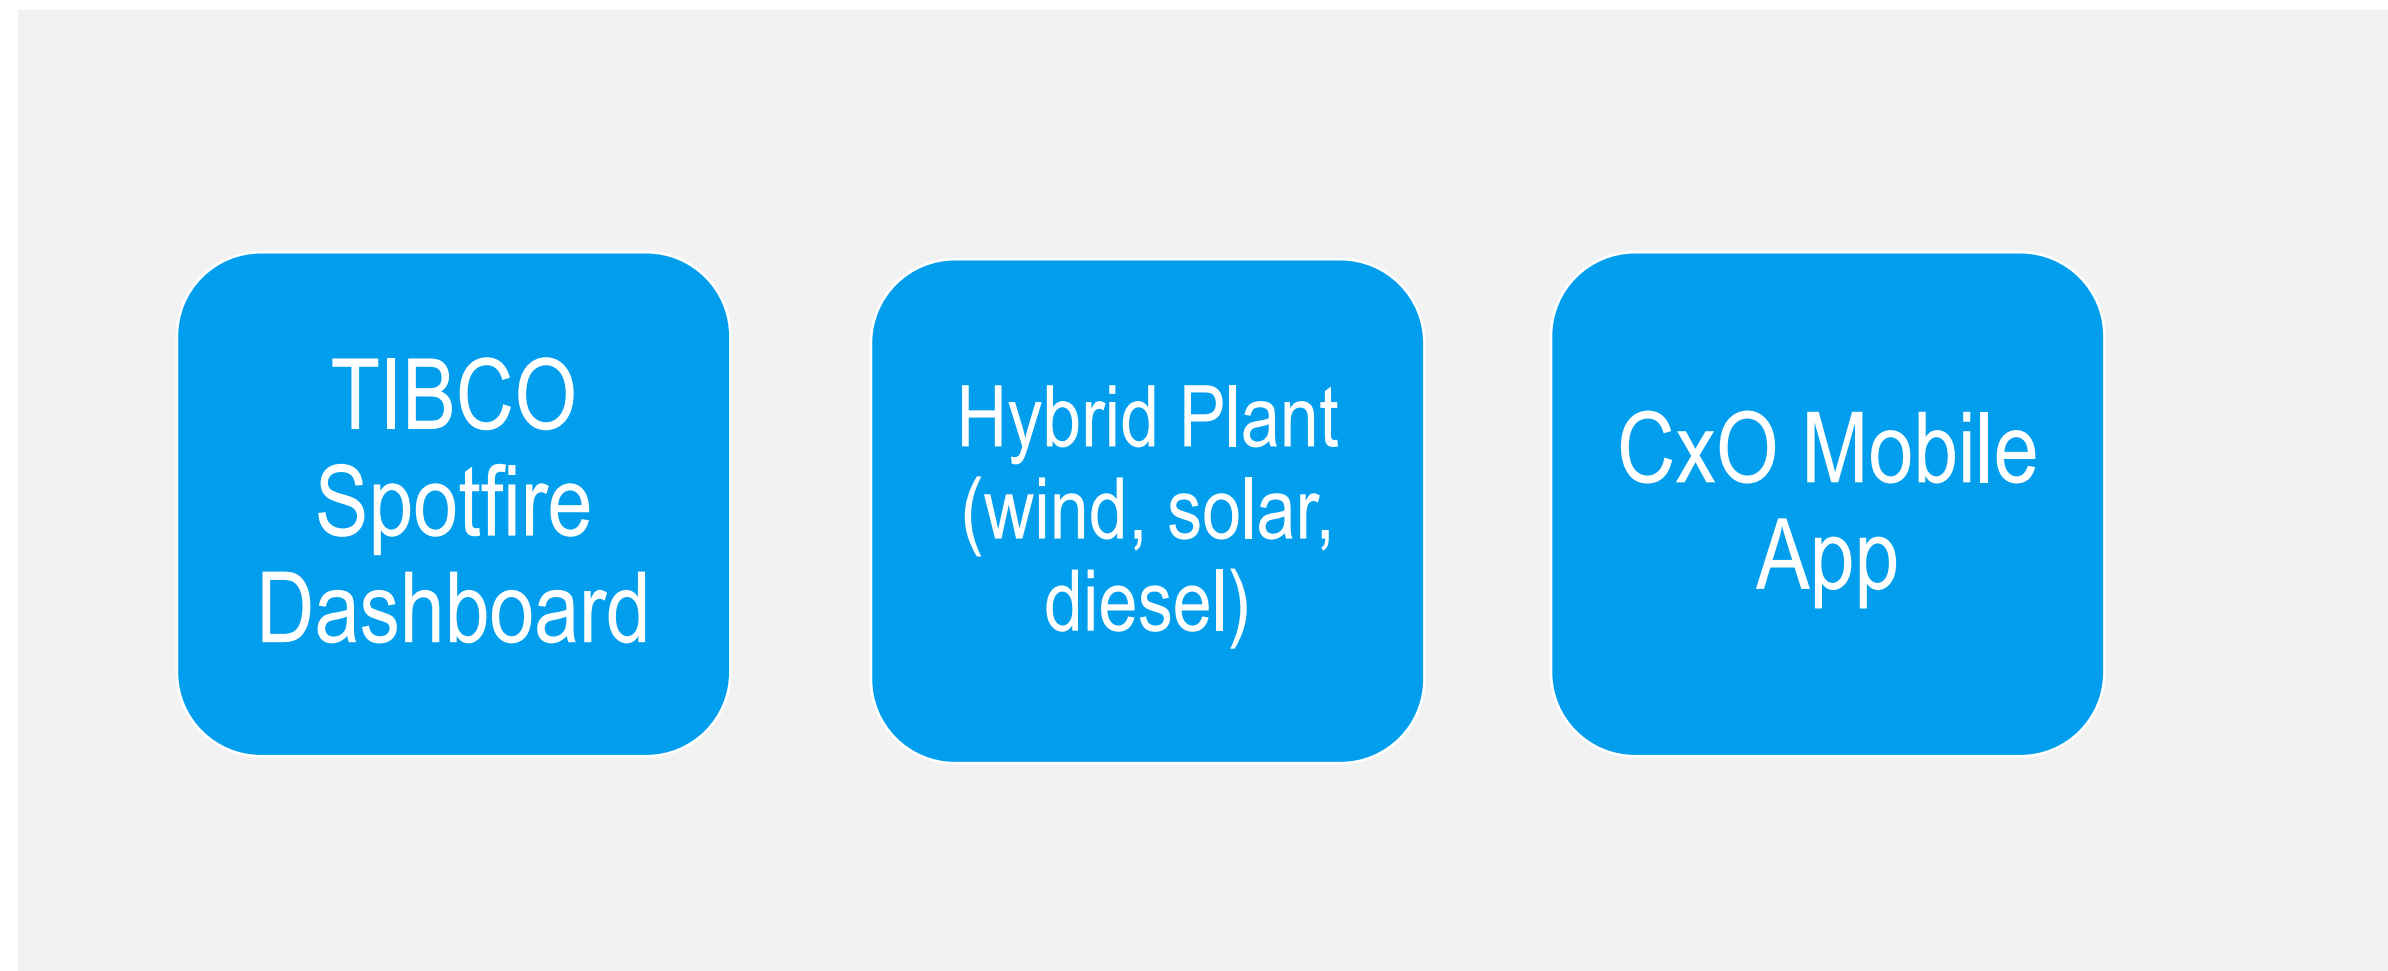 TIBCO
Spotfire
Dashboard
Hybrid Plant
(wind, solar,
diesel)
CxO Mobile
App